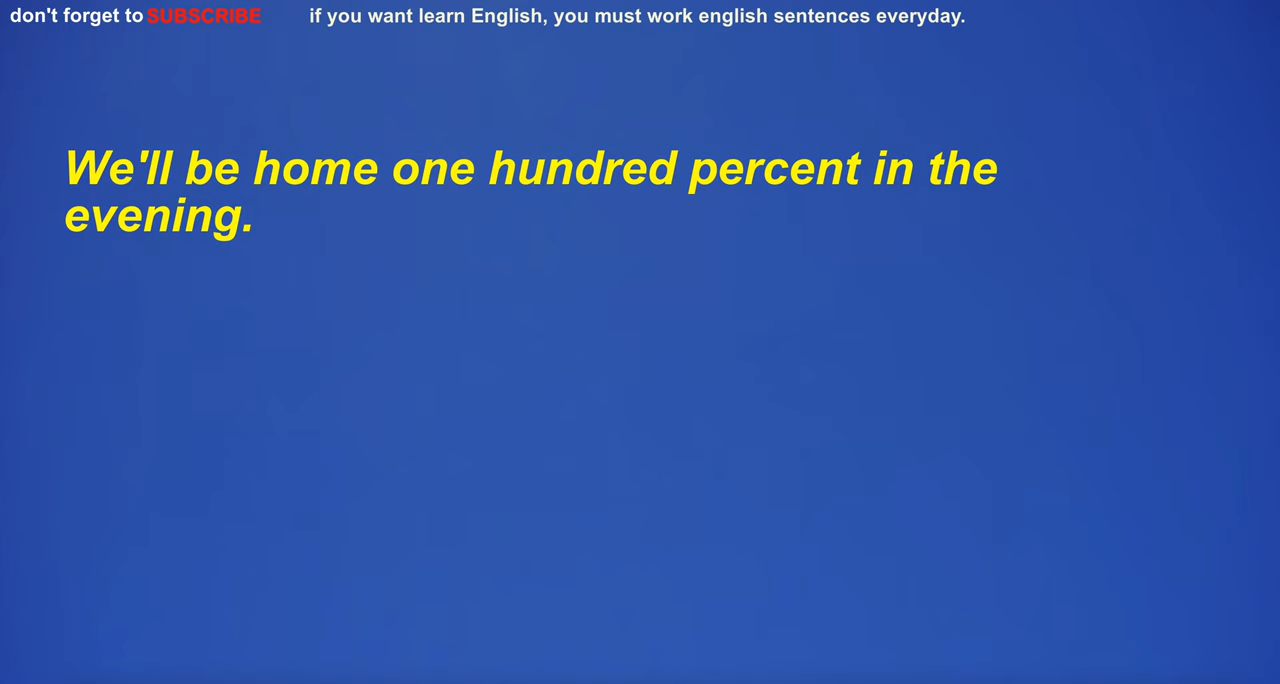 don't forget to SUBSCRIBE if you want learn English, you must work english sentences everyday.
We'll be home one hundred percent in the
evening.